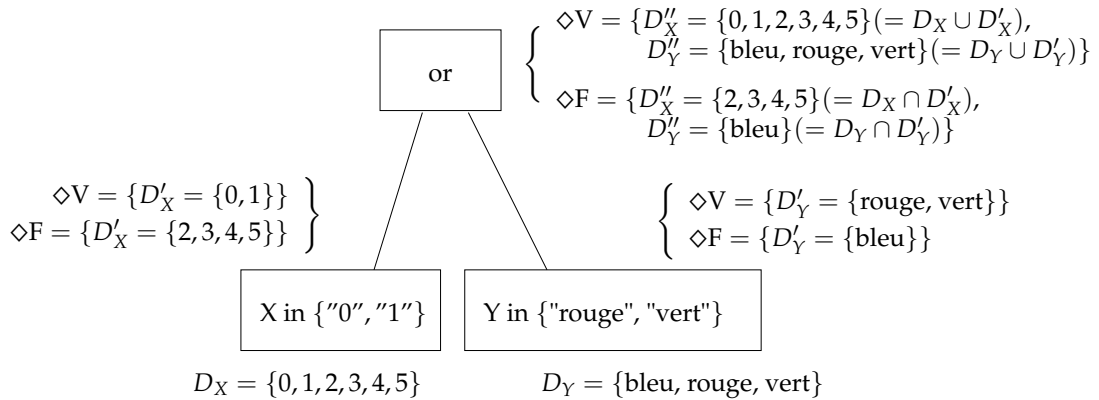 or
◇V = {D''_X = {0, 1, 2, 3, 4, 5}(= D_X ∪ D'_X),
D''_Y = {bleu, rouge, vert}(= D_Y ∪ D'_Y)}
◇F = {D''_X = {2, 3, 4, 5}(= D_X ∩ D'_X),
D''_Y = {bleu}(= D_Y ∩ D'_Y)}
◇V = {D'_X = {0, 1}}
◇F = {D'_X = {2, 3, 4, 5}}
◇V = {D'_Y = {rouge, vert}}
◇F = {D'_Y = {bleu}}
X in {"0", "1"}
Y in {"rouge", "vert"}
D_X = {0, 1, 2, 3, 4, 5}
D_Y = {bleu, rouge, vert}